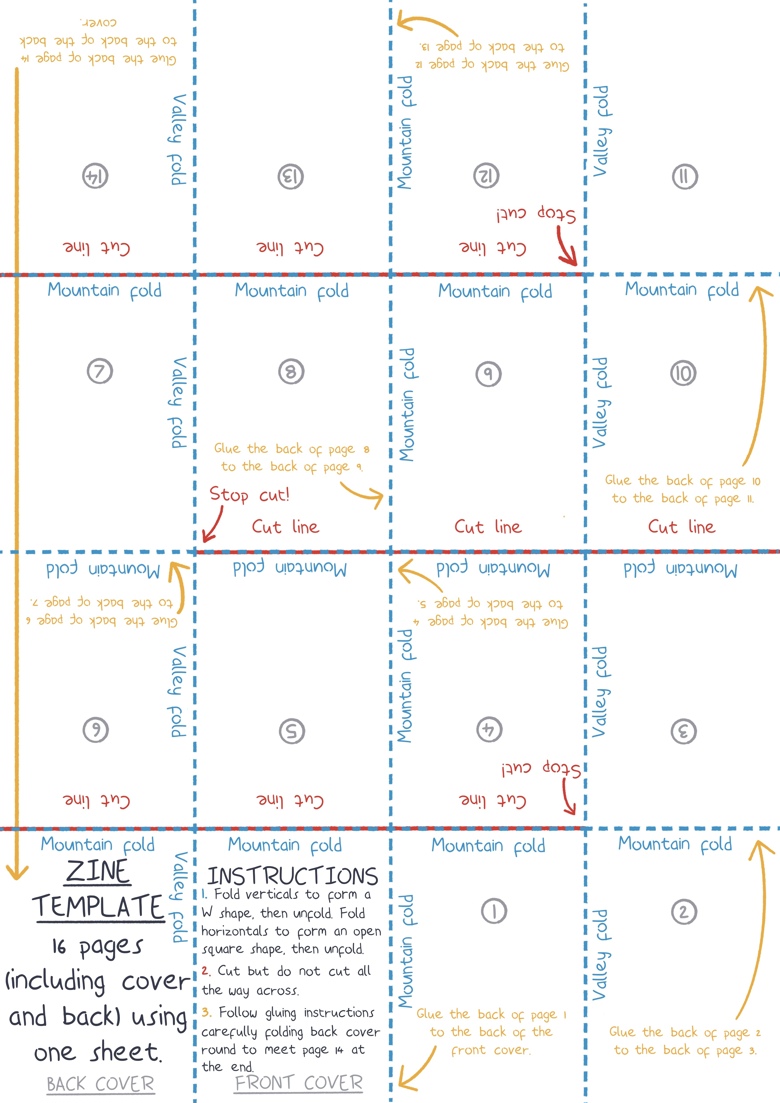 Glue the back of page 14
to the back of the back
cover.
Glue the back of page 12
to the back of page 13.
Valley fold
Mountain fold
Valley fold
14
13
12
11
Stop cut!
Cut line
Cut line
Cut line
Mountain fold
Mountain fold
Mountain fold
Mountain fold
7
8
9
10
Valley fold
Mountain fold
Valley fold
Glue the back of page 8
to the back of page 9.
Glue the back of page 10
to the back of page 11.
Stop cut!
Cut line
Cut line
Cut line
Mountain fold
Mountain fold
Mountain fold
Mountain fold
Glue the back of page 6
to the back of page 7.
Glue the back of page 4
to the back of page 5.
Valley fold
Mountain fold
Valley fold
6
5
4
3
Stop cut!
Cut line
Cut line
Cut line
Mountain fold
Mountain fold
Mountain fold
Mountain fold
ZINE
TEMPLATE
16 pages
(including cover
and back) using
one sheet.
BACK COVER
Valley fold
INSTRUCTIONS
1. Fold verticals to form a
W shape, then unfold. Fold
horizontals to form an open
square shape, then unfold.
2. Cut but do not cut all
the way across.
3. Follow gluing instructions
carefully folding back cover
round to meet page 14 at
the end.
FRONT COVER
Mountain fold
1
Glue the back of page 1
to the back of the
front cover.
Valley fold
2
Glue the back of page 2
to the back of page 3.